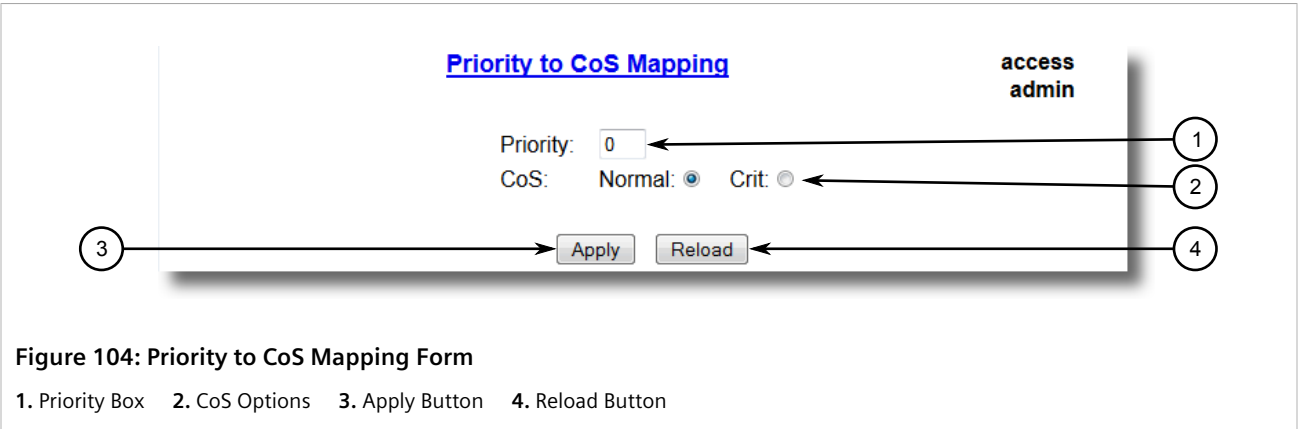 Priority to CoS Mapping
access
admin
Priority: 0
1
CoS: Normal: Crit:
2
3
Apply Reload
4
Figure 104: Priority to CoS Mapping Form
1. Priority Box 2. CoS Options 3. Apply Button 4. Reload Button